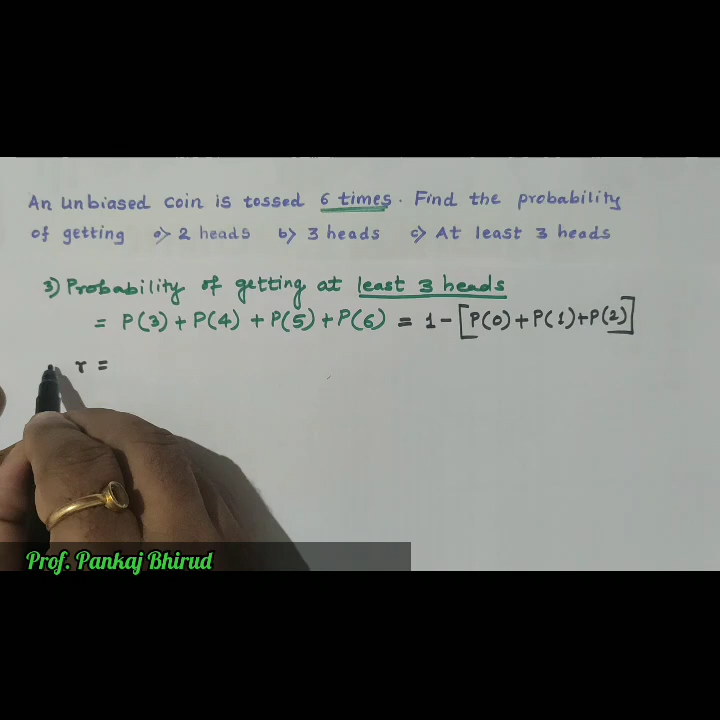 An unbiased coin is tossed 6 times. Find the probability
of getting a) 2 heads b) 3 heads c) At least 3 heads
3) Probability of getting at least 3 heads
= P(3) + P(4) + P(5) + P(6) = 1 - [P(0) + P(1) + P(2)]
r =
Prof. Pankaj Bhirud